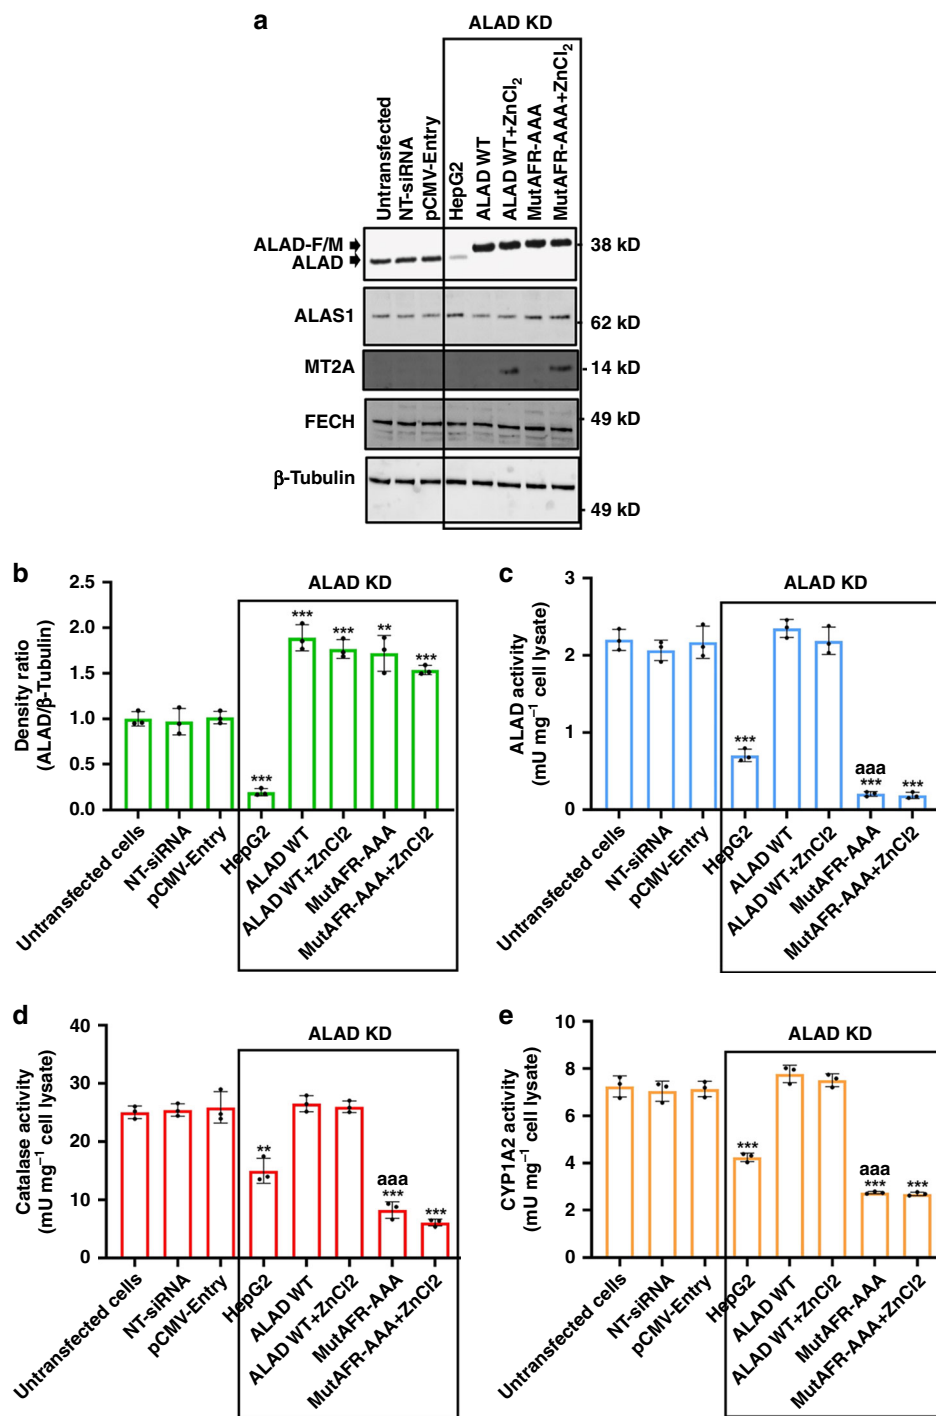 a
ALAD KD
Untransfected
NT-siRNA
pCMV-Entry
HepG2
ALAD WT
ALAD WT+ZnCl₂
MutAFR-AAA
MutAFR-AAA+ZnCl₂
ALAD-F/M
38 kD
ALAD
ALAS1
62 kD
MT2A
14 kD
FECH
49 kD
β-Tubulin
49 kD
b
ALAD KD
Density ratio
(ALAD/β-Tubulin)
2.5
2.0
1.5
1.0
0.5
0.0
***
***
***
**
***
Untransfected cells
NT-siRNA
pCMV-Entry
HepG2
ALAD WT
ALAD WT+ZnCl2
MutAFR-AAA
MutAFR-AAA+ZnCl2
c
ALAD KD
ALAD activity
(mU mg⁻¹ cell lysate)
3
2
1
0
***
aaa
***
***
Untransfected cells
NT-siRNA
pCMV-Entry
HepG2
ALAD WT
ALAD WT+ZnCl2
MutAFR-AAA
MutAFR-AAA+ZnCl2
d
ALAD KD
Catalase activity
(mU mg⁻¹ cell lysate)
40
30
20
10
0
**
aaa
***
***
Untransfected cells
NT-siRNA
pCMV-Entry
HepG2
ALAD WT
ALAD WT+ZnCl2
MutAFR-AAA
MutAFR-AAA+ZnCl2
e
ALAD KD
CYP1A2 activity
(mU mg⁻¹ cell lysate)
10
8
6
4
2
0
***
aaa
***
***
Untransfected cells
NT-siRNA
pCMV-Entry
HepG2
ALAD WT
ALAD WT+ZnCl2
MutAFR-AAA
MutAFR-AAA+ZnCl2